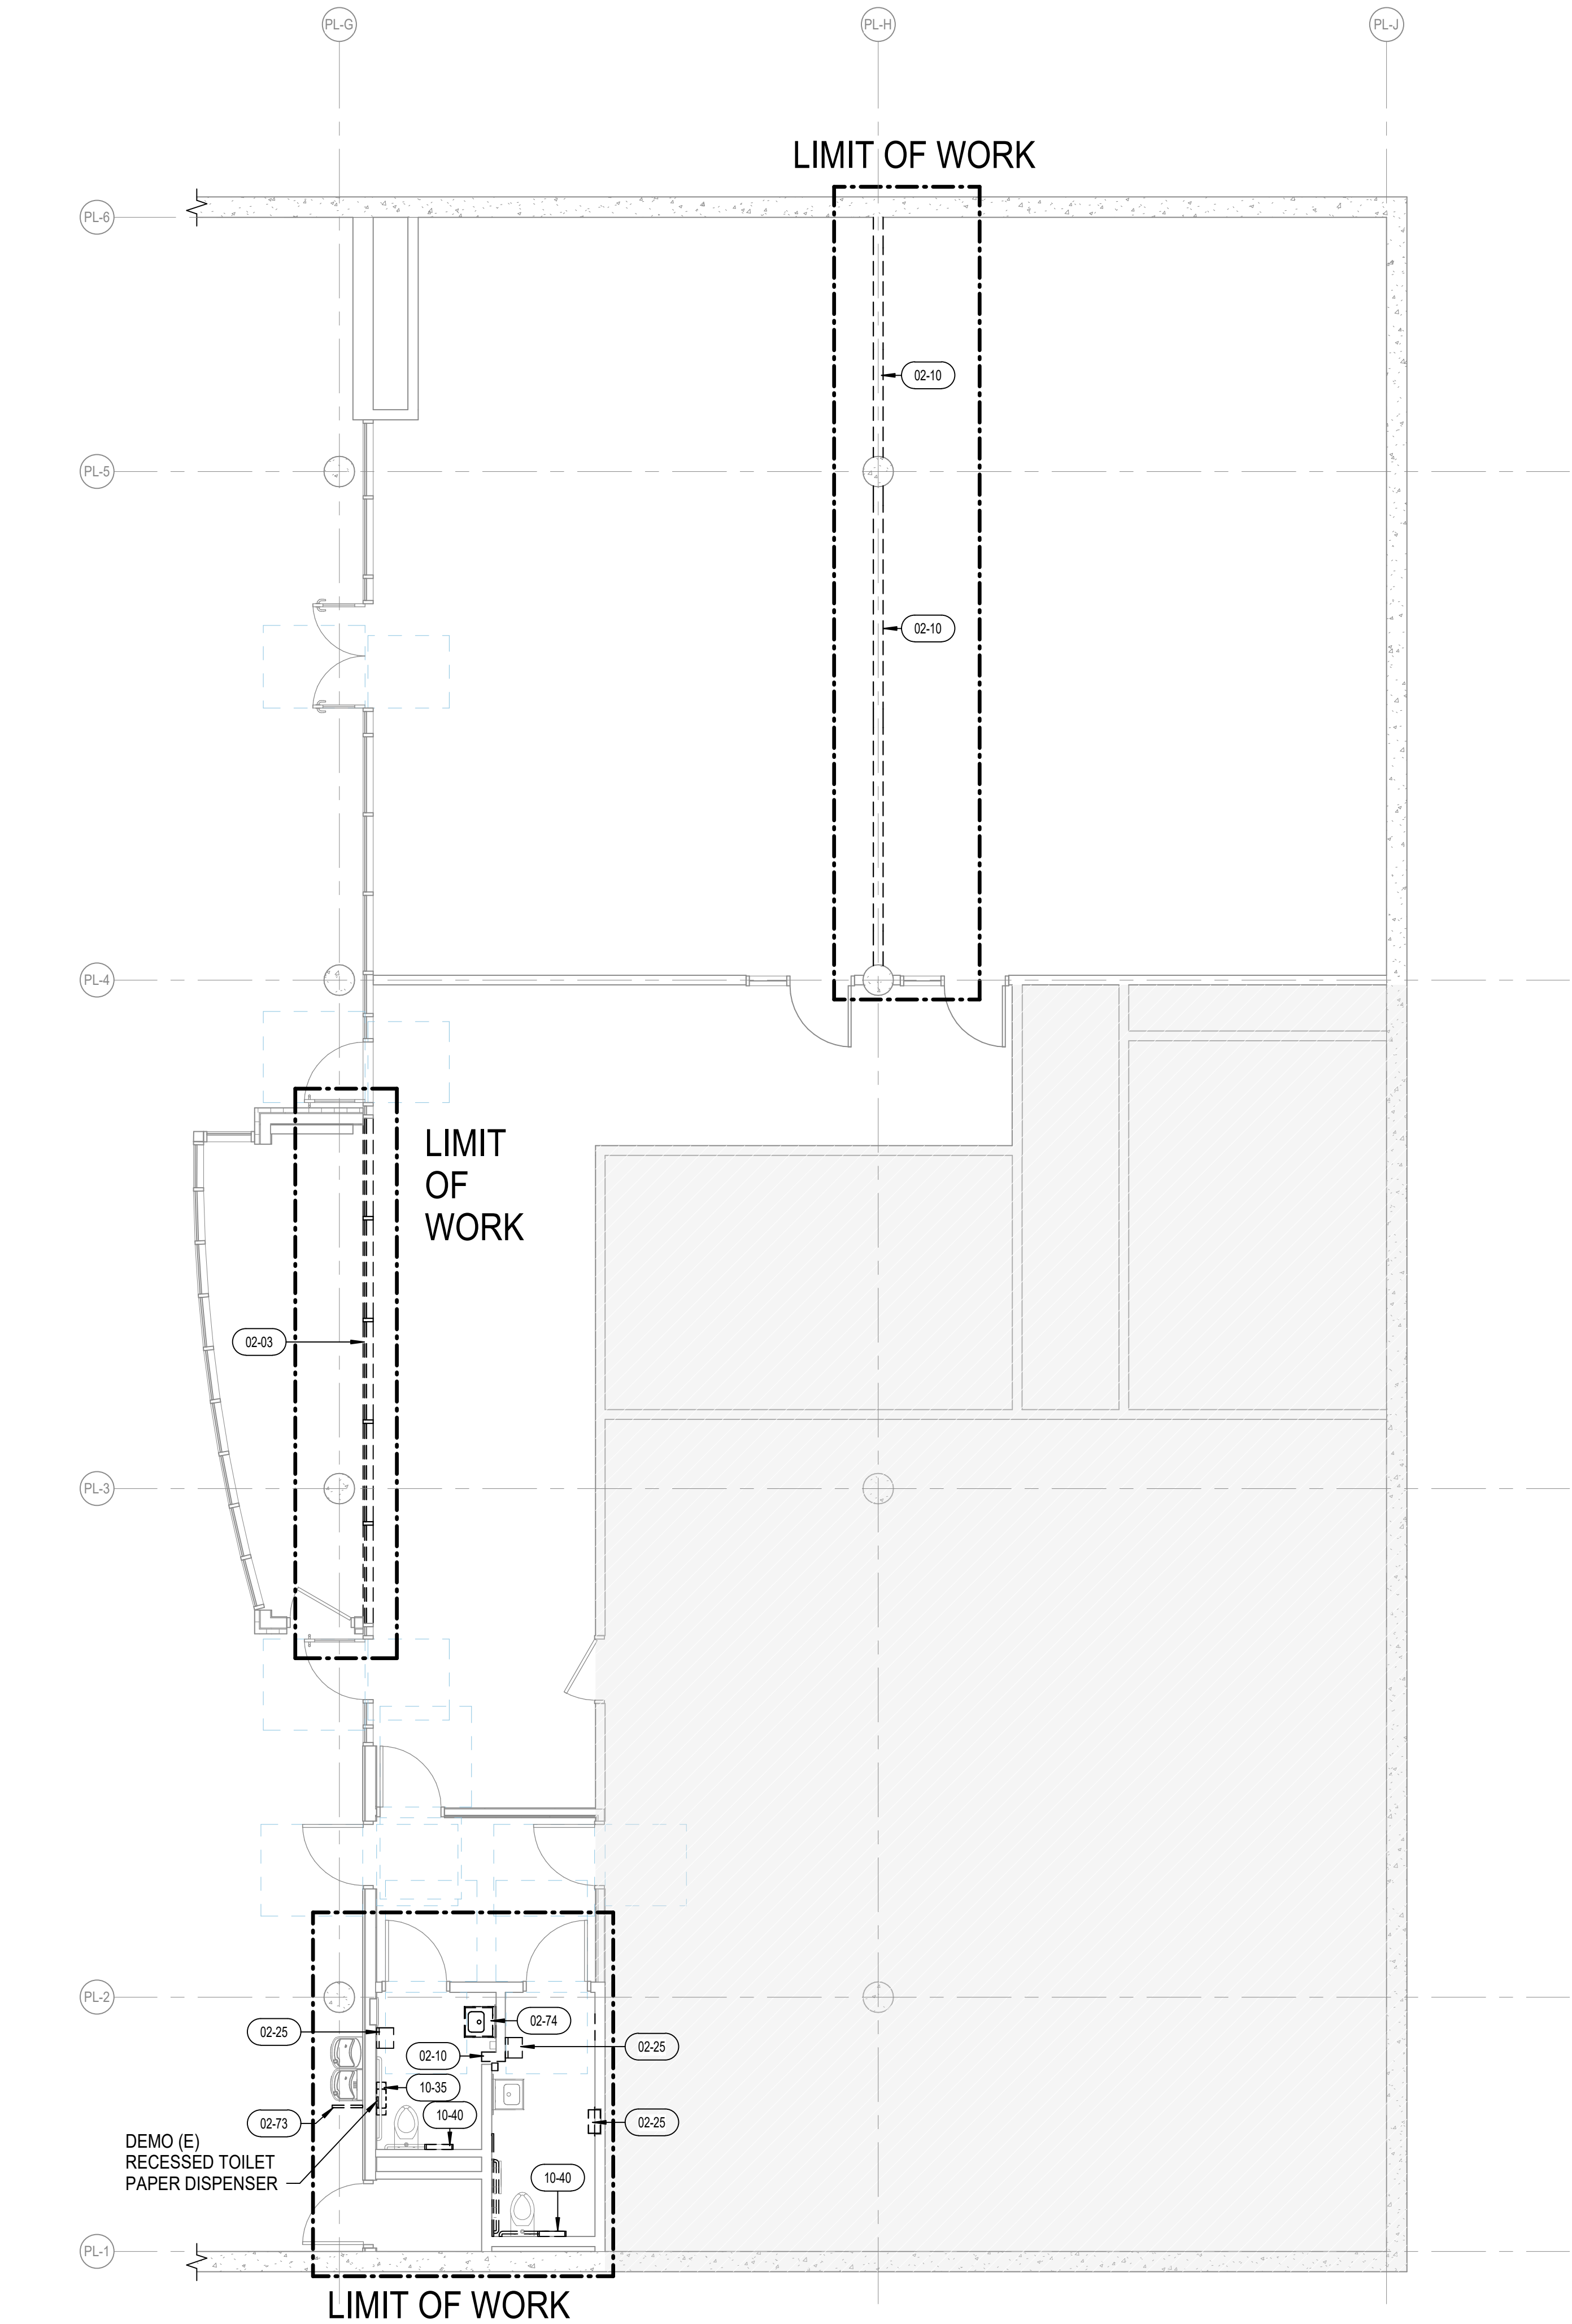 PL-G
PL-H
PL-J
LIMIT OF WORK
PL-6
02-10
PL-5
02-10
PL-4
LIMIT
OF
WORK
02-03
PL-3
PL-2
02-74
02-25
02-25
02-10
10-35
10-40
02-73
02-25
DEMO (E)
RECESSED TOILET
PAPER DISPENSER
10-40
PL-1
LIMIT OF WORK